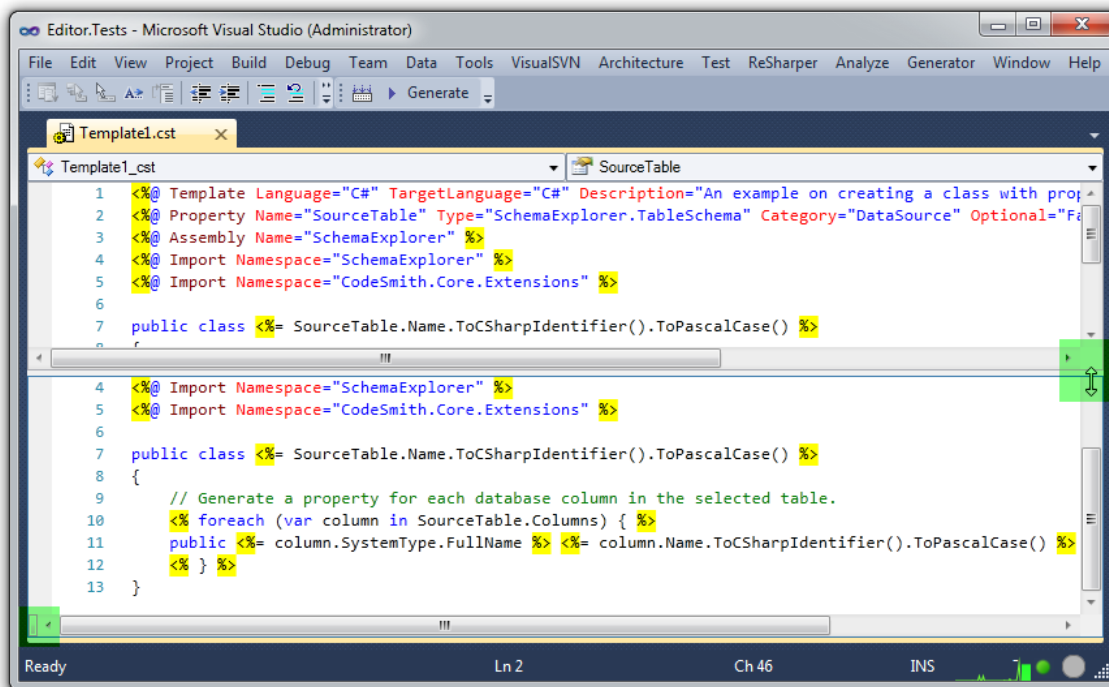 Editor.Tests - Microsoft Visual Studio (Administrator)
File Edit View Project Build Debug Team Data Tools VisualSVN Architecture Test ReSharper Analyze Generator Window Help
Generate
Template1.cst
Template1_cst SourceTable
1 <%@ Template Language="C#" TargetLanguage="C#" Description="An example on creating a class with prop
2 <%@ Property Name="SourceTable" Type="SchemaExplorer.TableSchema" Category="DataSource" Optional="Fa
3 <%@ Assembly Name="SchemaExplorer" %>
4 <%@ Import Namespace="SchemaExplorer" %>
5 <%@ Import Namespace="CodeSmith.Core.Extensions" %>
6
7 public class <%= SourceTable.Name.ToCSharpIdentifier().ToPascalCase() %>
4 <%@ Import Namespace="SchemaExplorer" %>
5 <%@ Import Namespace="CodeSmith.Core.Extensions" %>
6
7 public class <%= SourceTable.Name.ToCSharpIdentifier().ToPascalCase() %>
8 {
9 // Generate a property for each database column in the selected table.
10 <% foreach (var column in SourceTable.Columns) { %>
11 public <%= column.SystemType.FullName %> <%= column.Name.ToCSharpIdentifier().ToPascalCase() %>
12 <% } %>
13 }
Ready Ln 2 Ch 46 INS